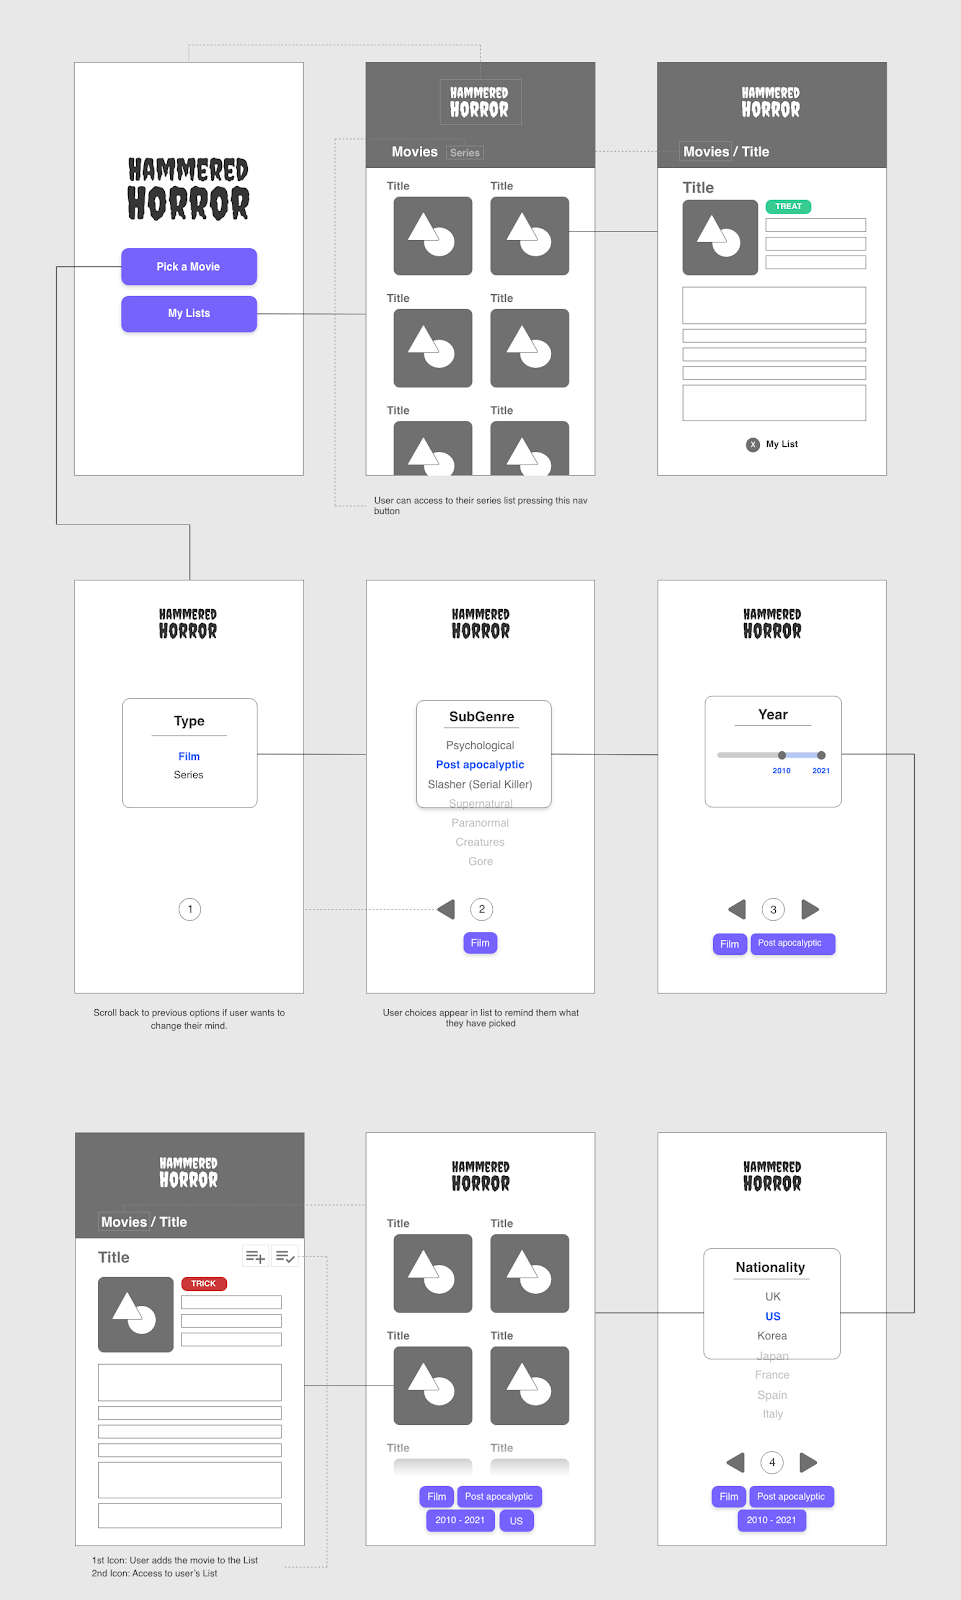 HAMMERED
HORROR
Pick a Movie
My Lists
HAMMERED
HORROR
Movies Series
Title Title
Title Title
Title Title
User can access to their series list pressing this nav
button
HAMMERED
HORROR
Movies / Title
Title
TREAT
X My List
HAMMERED
HORROR
Type
Film
Series
1
Scroll back to previous options if user wants to
change their mind.
HAMMERED
HORROR
SubGenre
Psychological
Post apocalyptic
Slasher (Serial Killer)
Supernatural
Paranormal
Creatures
Gore
2
Film
User choices appear in list to remind them what
they have picked
HAMMERED
HORROR
Year
2010 2021
3
Film Post apocalyptic
HAMMERED
HORROR
Movies / Title
Title
TRICK
1st Icon: User adds the movie to the List
2nd Icon: Access to user's List
HAMMERED
HORROR
Title Title
Title Title
Title Title
Film Post apocalyptic
2010 - 2021 US
HAMMERED
HORROR
Nationality
UK
US
Korea
Japan
France
Spain
Italy
4
Film Post apocalyptic
2010 - 2021